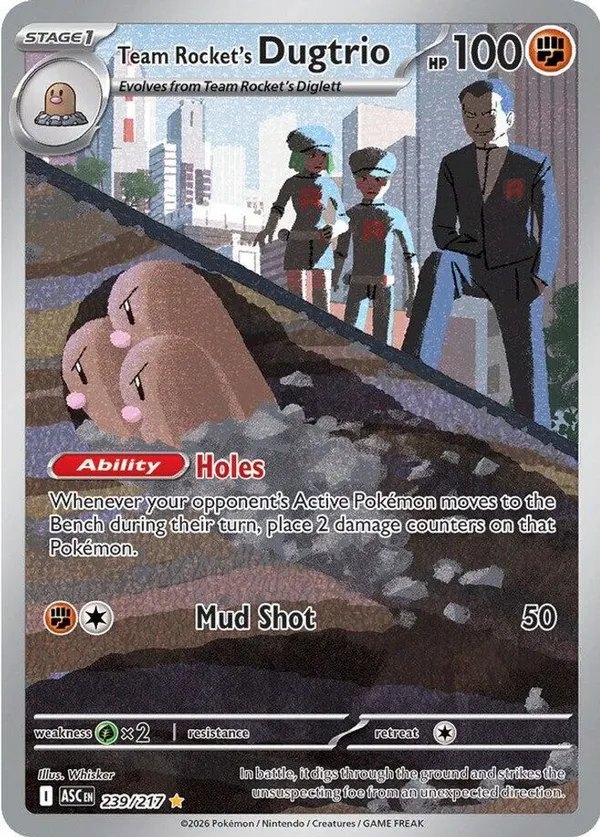 STAGE 1
Team Rocket's Dugtrio HP 100
Evolves from Team Rocket's Diglett
R R
Ability Holes
Whenever your opponent's Active Pokémon moves to the
Bench during their turn, place 2 damage counters on that
Pokémon.
Mud Shot 50
weakness ×2 resistance retreat
Illus. Whisker
In battle, it digs through the ground and strikes the
unsuspecting foe from an unexpected direction.
I ASC EN 239/217
©2026 Pokémon / Nintendo / Creatures / GAME FREAK